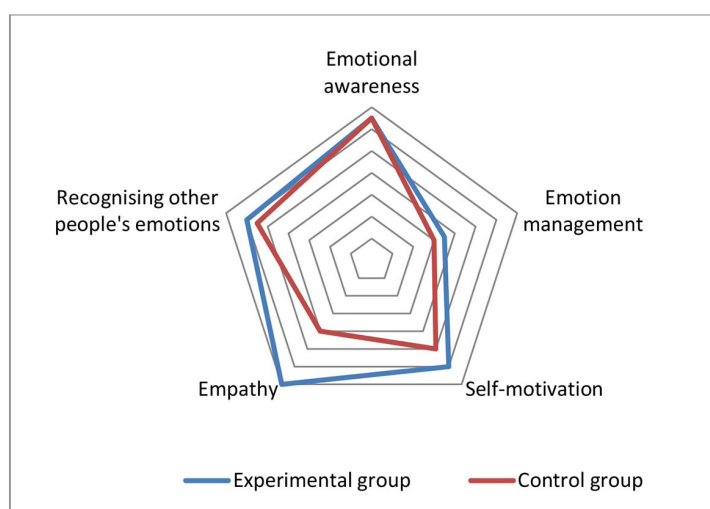 Emotional
awareness
Recognising other
people's emotions
Emotion
management
Empathy
Self-motivation
Experimental group
Control group